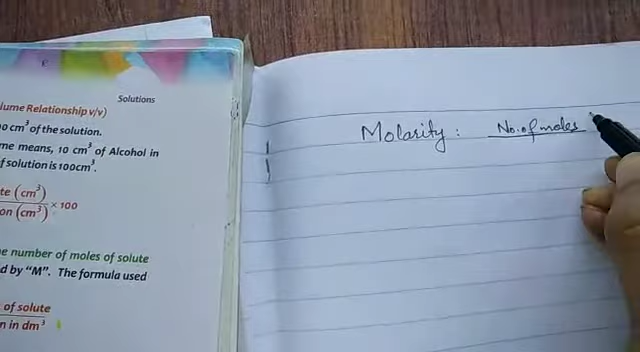 Solutions
lume Relationship v/v)
0 cm³ of the solution.
me means, 10 cm³ of Alcohol in
f solution is 100cm³.
te (cm³)
on (cm³) × 100
e number of moles of solute
d by "M". The formula used
of solute
n in dm³
Molarity : No. of moles